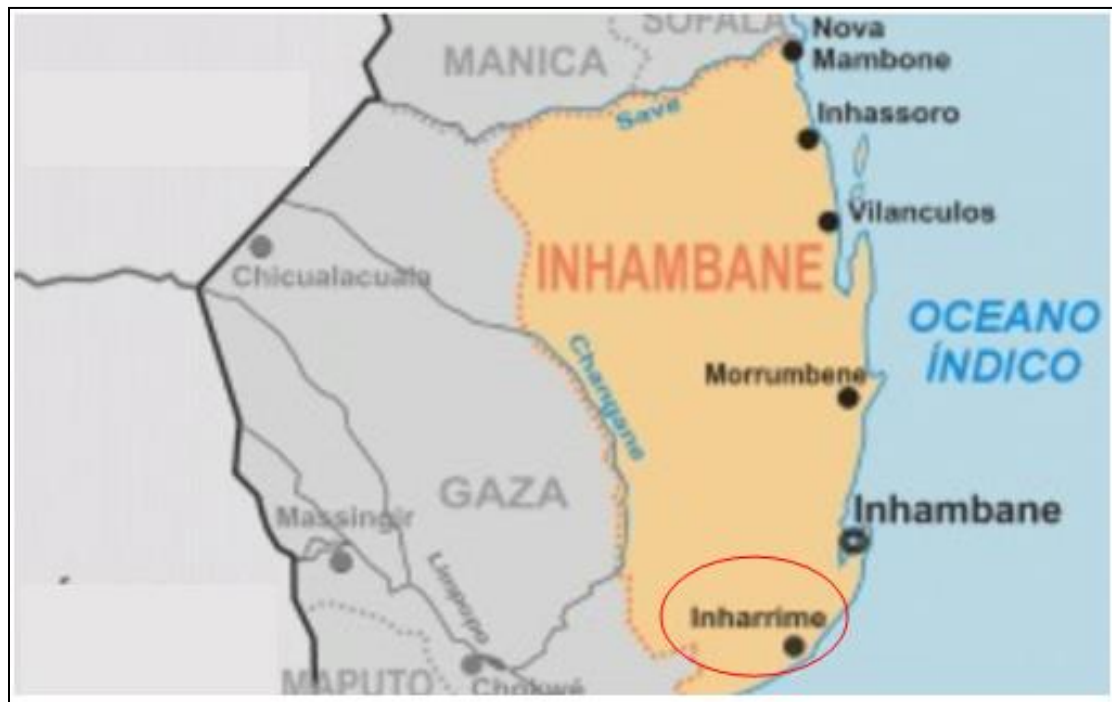 SOFALA
Nova
Mambone
MANICA
Save
Inhassoro
Vilanculos
INHAMBANE
Chicualacuala
OCEANO
ÍNDICO
Changane
Morrumbene
GAZA
Massingir
Inhambane
Limpopo
Inharrime
MAPUTO
Chokwé